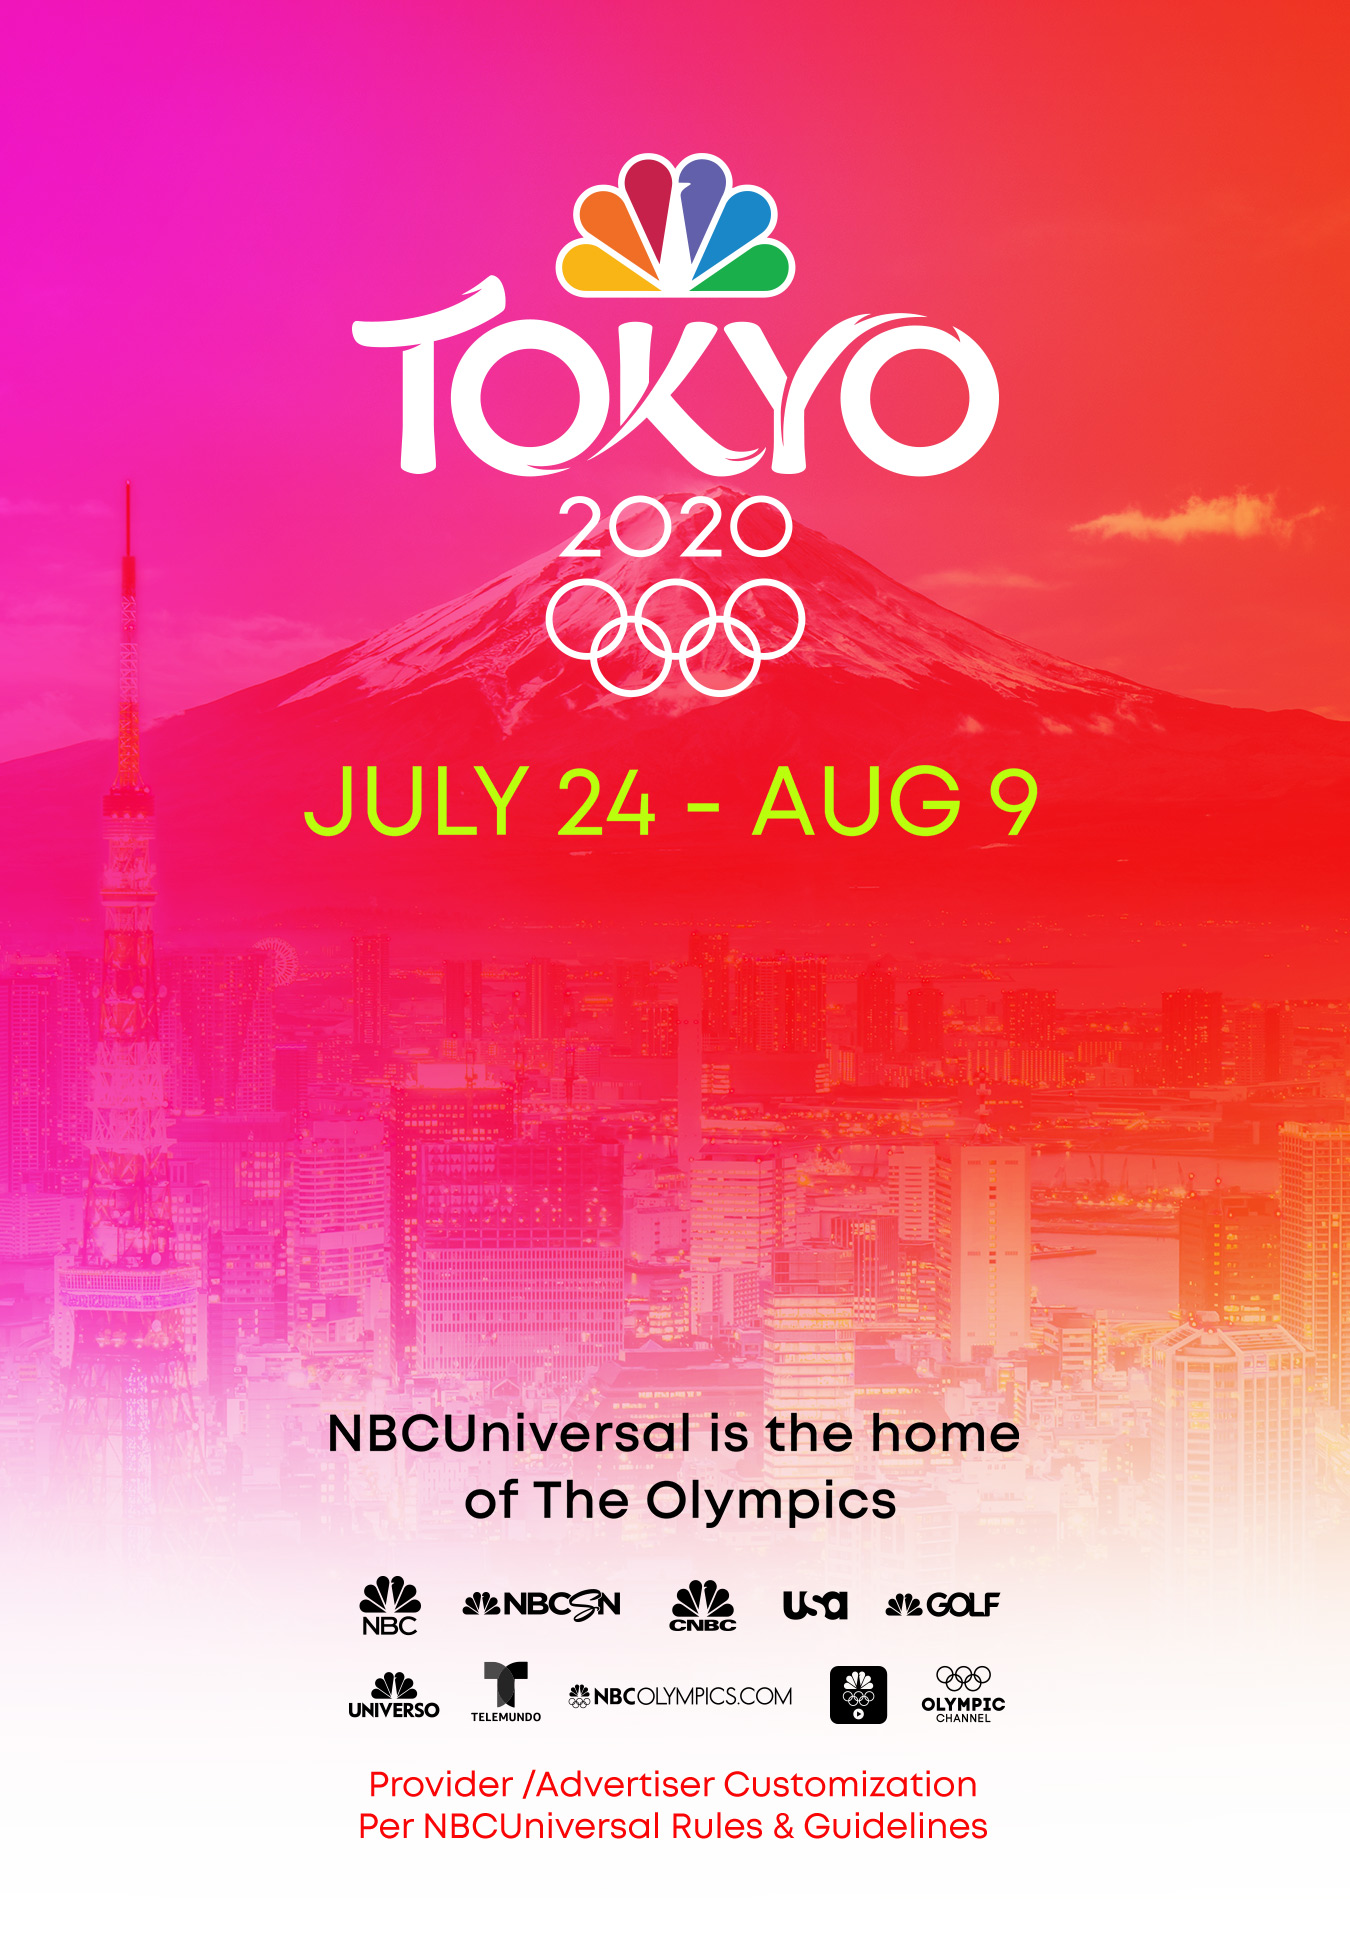 TOKYO
2020
JULY 24 - AUG 9
NBCUniversal is the home
of The Olympics
NBC NBCSN CNBC usa GOLF
UNIVERSO TELEMUNDO NBCOLYMPICS.COM OLYMPIC CHANNEL
Provider /Advertiser Customization
Per NBCUniversal Rules & Guidelines